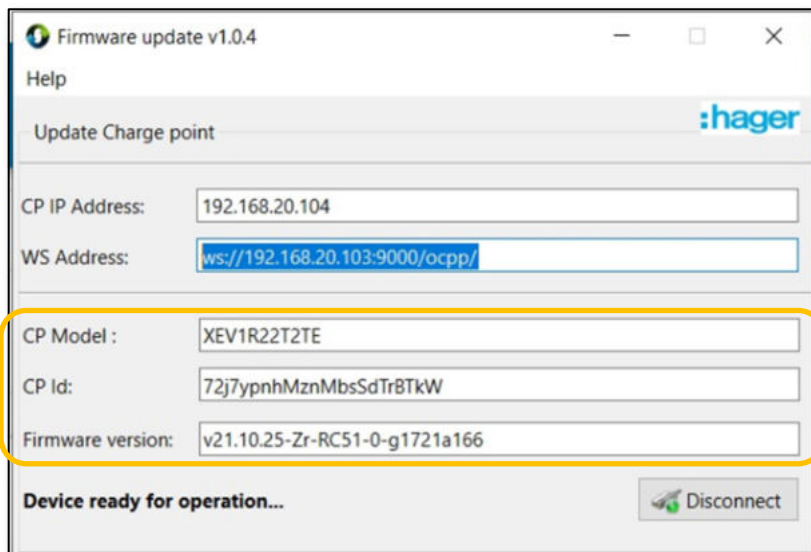 Firmware update v1.0.4
Help
:hager
Update Charge point
CP IP Address: 192.168.20.104
WS Address: ws://192.168.20.103:9000/ocpp/
CP Model : XEV1R22T2TE
CP Id: 72j7ypnhMznMbsSdTrBTkW
Firmware version: v21.10.25-Zr-RC51-0-g1721a166
Device ready for operation...
Disconnect